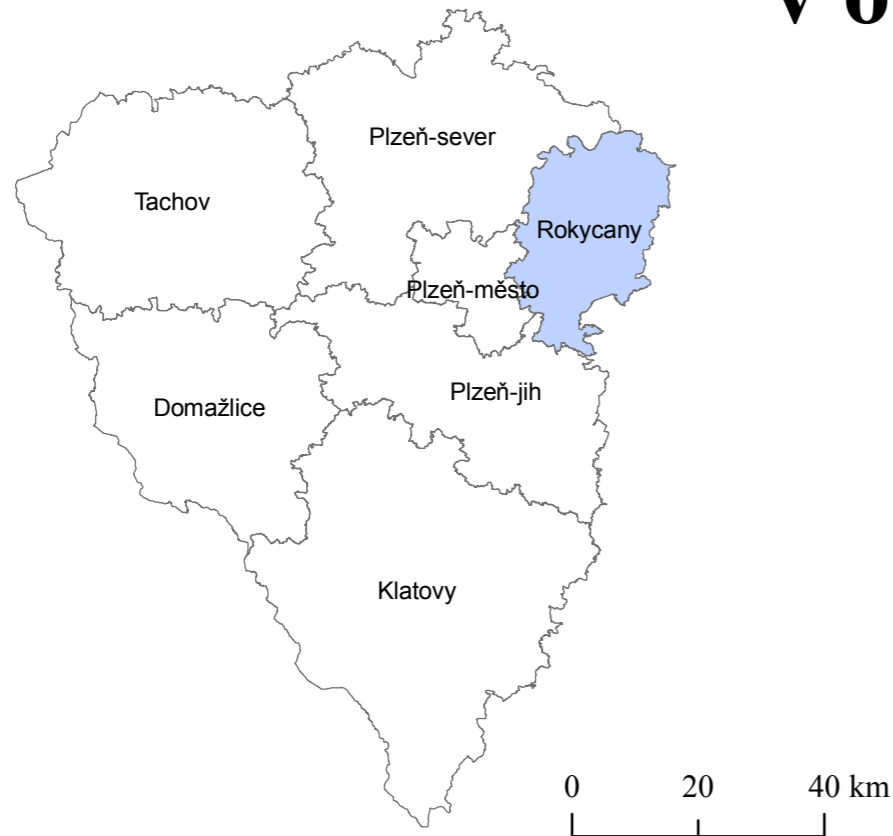 Plzeň-sever
Tachov
Rokycany
Plzeň-město
Plzeň-jih
Domažlice
Klatovy
0 20 40 km